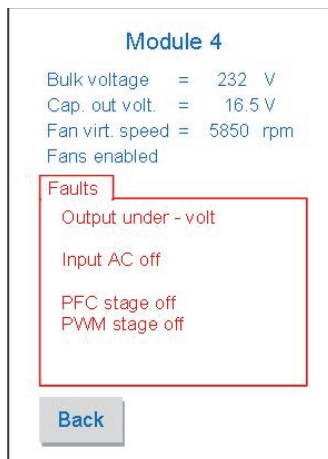 Module 4
Bulk voltage = 232 V
Cap. out volt. = 16.5 V
Fan virt. speed = 5850 rpm
Fans enabled
Faults
Output under - volt
Input AC off
PFC stage off
PWM stage off
Back